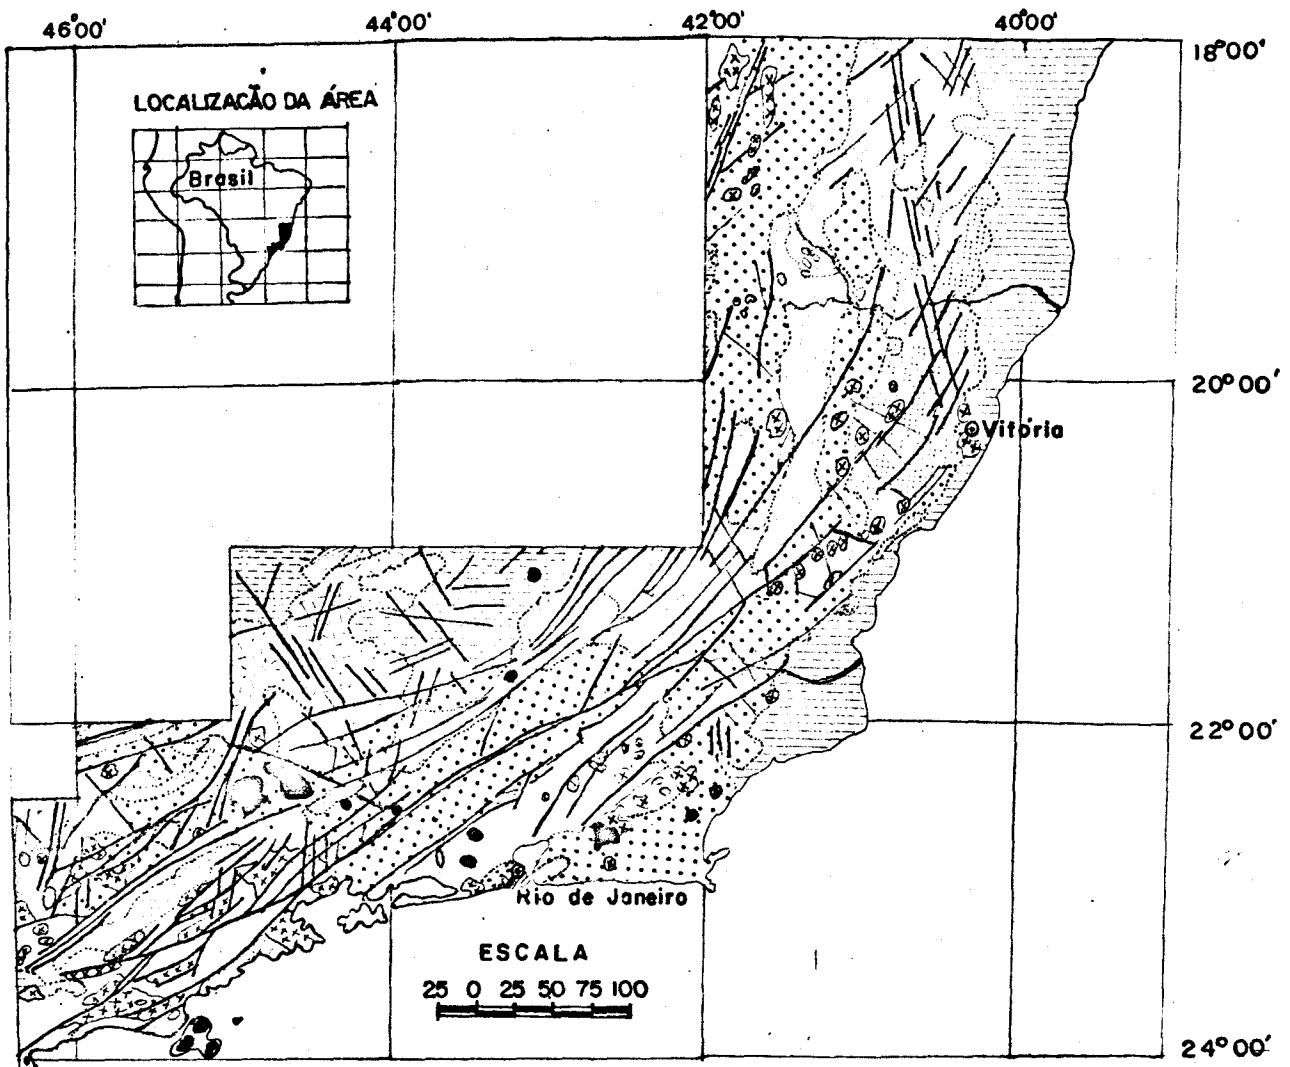 46°00' 44°00' 42°00' 40°00'
18°00'
LOCALIZAÇÃO DA ÁREA
Brasil
20°00'
Vitória
22°00'
Rio de Janeiro
ESCALA
25 0 25 50 75 100
24°00'